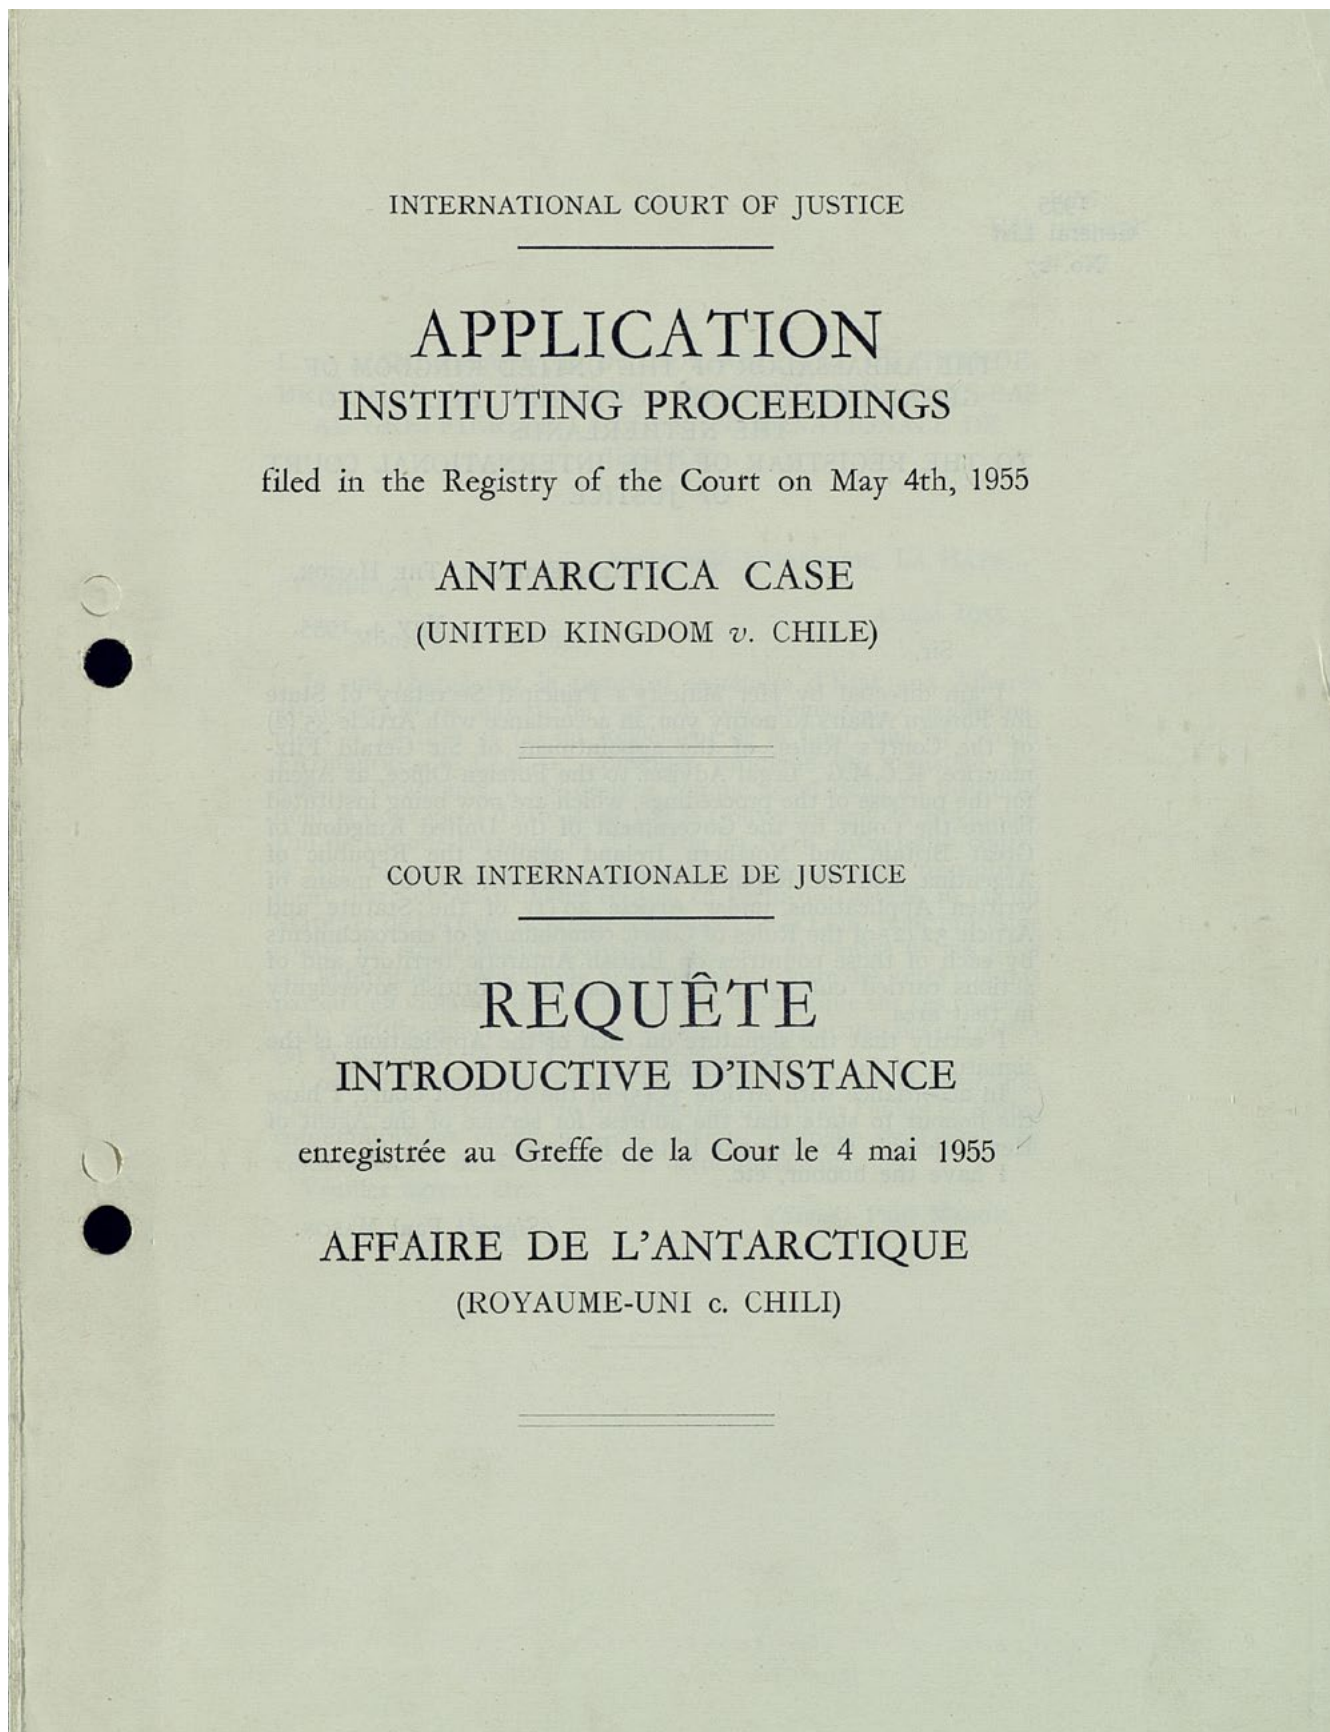 INTERNATIONAL COURT OF JUSTICE
APPLICATION
INSTITUTING PROCEEDINGS
filed in the Registry of the Court on May 4th, 1955
ANTARCTICA CASE
(UNITED KINGDOM v. CHILE)
COUR INTERNATIONALE DE JUSTICE
REQUÊTE
INTRODUCTIVE D'INSTANCE
enregistrée au Greffe de la Cour le 4 mai 1955
AFFAIRE DE L'ANTARCTIQUE
(ROYAUME-UNI c. CHILI)